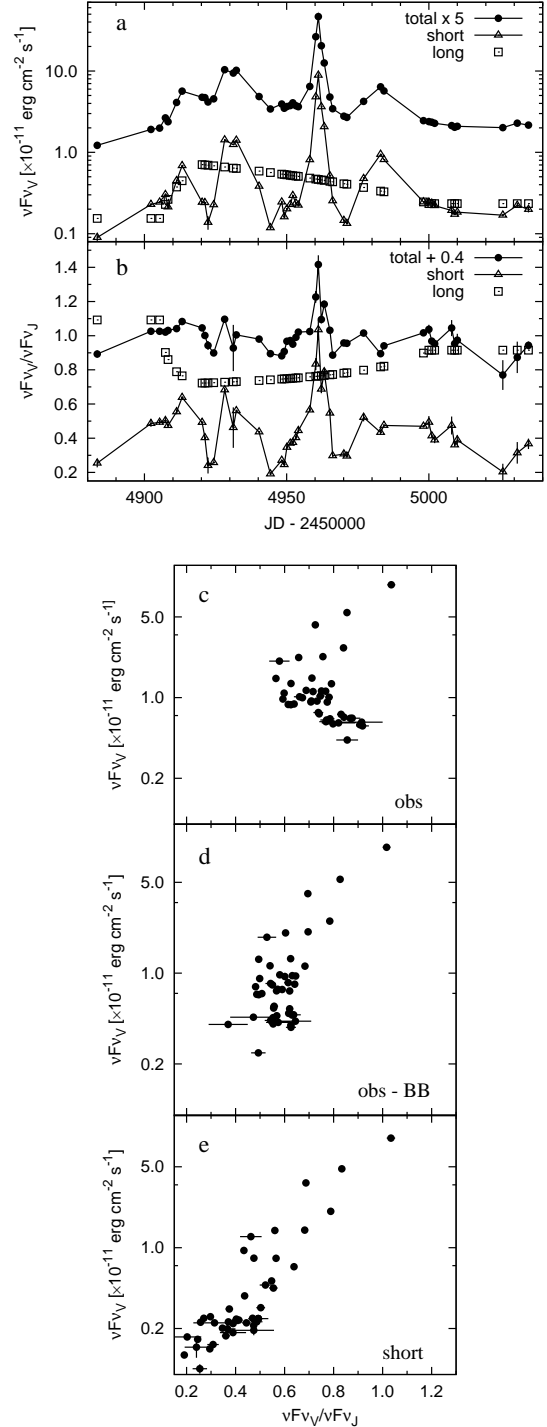 a
total x 5
short
long
10.0
1.0
0.1
νFν_V [×10⁻¹¹ erg cm⁻² s⁻¹]
b
total + 0.4
short
long
1.4
1.2
1.0
0.8
0.6
0.4
0.2
νFν_V/νFν_J
4900 4950 5000
JD - 2450000
c
5.0
1.0
0.2
νFν_V [×10⁻¹¹ erg cm⁻² s⁻¹]
obs
d
5.0
1.0
0.2
νFν_V [×10⁻¹¹ erg cm⁻² s⁻¹]
obs - BB
e
5.0
1.0
0.2
νFν_V [×10⁻¹¹ erg cm⁻² s⁻¹]
short
0.2 0.4 0.6 0.8 1.0 1.2
νFν_V/νFν_J